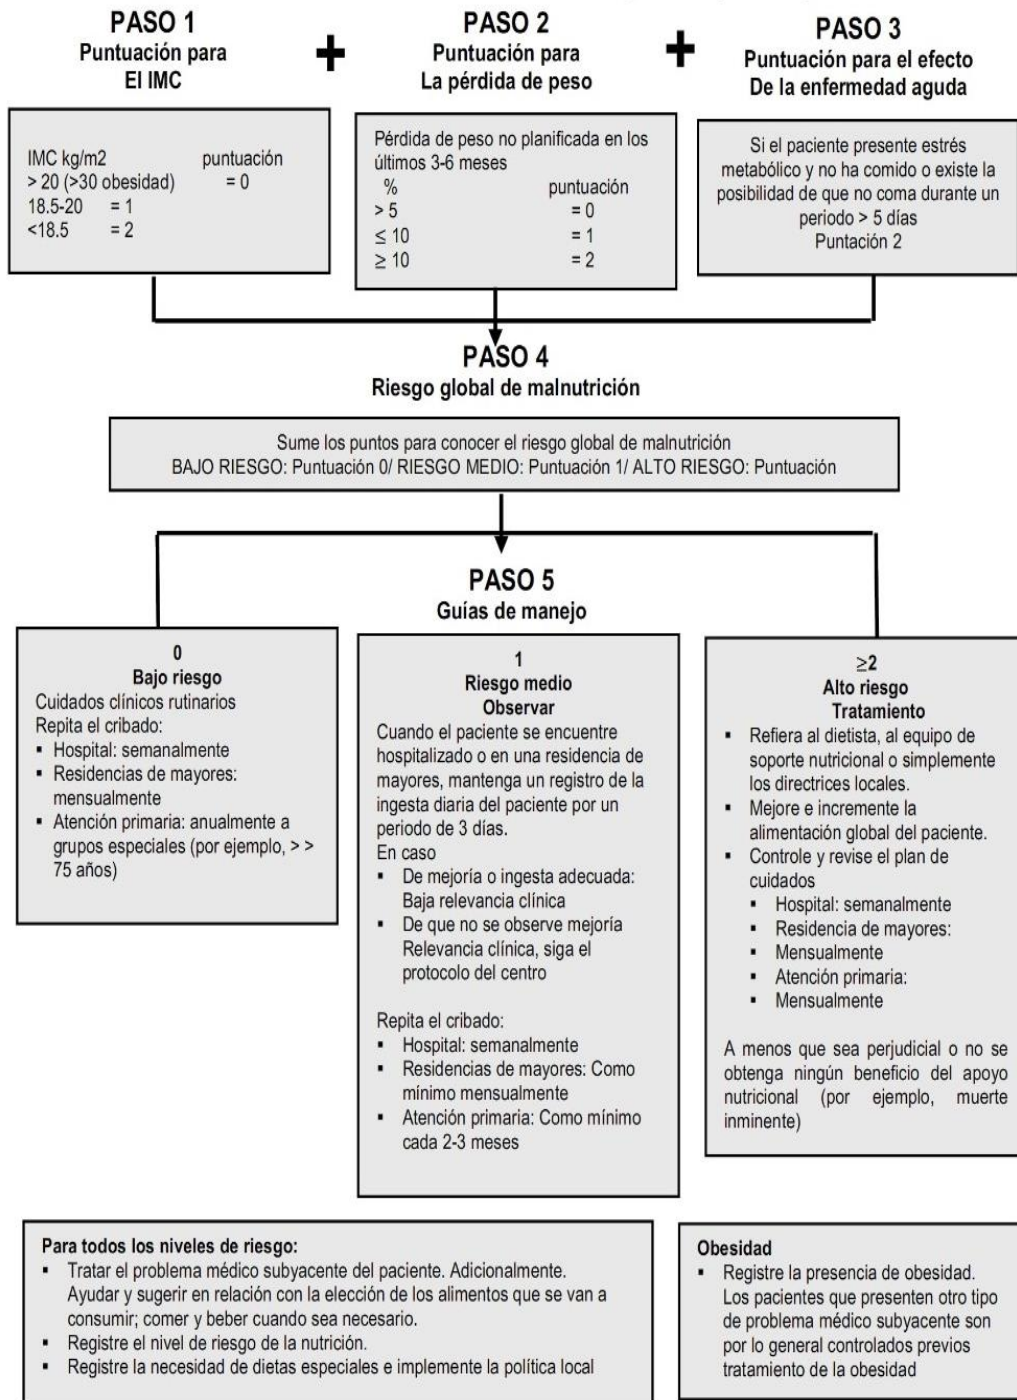 PASO 1
Puntuación para
El IMC
+
PASO 2
Puntuación para
La pérdida de peso
+
PASO 3
Puntuación para el efecto
De la enfermedad aguda
IMC kg/m2 puntuación
> 20 (>30 obesidad) = 0
18.5-20 = 1
<18.5 = 2
Pérdida de peso no planificada en los
últimos 3-6 meses
% puntuación
> 5 = 0
≤ 10 = 1
≥ 10 = 2
Si el paciente presente estrés
metabólico y no ha comido o existe la
posibilidad de que no coma durante un
periodo > 5 días
Puntación 2
PASO 4
Riesgo global de malnutrición
Sume los puntos para conocer el riesgo global de malnutrición
BAJO RIESGO: Puntuación 0/ RIESGO MEDIO: Puntuación 1/ ALTO RIESGO: Puntuación
PASO 5
Guías de manejo
0
Bajo riesgo
Cuidados clínicos rutinarios
Repita el cribado:
▪ Hospital: semanalmente
▪ Residencias de mayores:
mensualmente
▪ Atención primaria: anualmente a
grupos especiales (por ejemplo, > >
75 años)
1
Riesgo medio
Observar
Cuando el paciente se encuentre
hospitalizado o en una residencia de
mayores, mantenga un registro de la
ingesta diaria del paciente por un
periodo de 3 días.
En caso
▪ De mejoría o ingesta adecuada:
Baja relevancia clínica
▪ De que no se observe mejoría
Relevancia clínica, siga el
protocolo del centro
Repita el cribado:
▪ Hospital: semanalmente
▪ Residencias de mayores: Como
mínimo mensualmente
▪ Atención primaria: Como mínimo
cada 2-3 meses
≥2
Alto riesgo
Tratamiento
▪ Refiera al dietista, al equipo de
soporte nutricional o simplemente
los directrices locales.
▪ Mejore e incremente la
alimentación global del paciente.
▪ Controle y revise el plan de
cuidados
▪ Hospital: semanalmente
▪ Residencia de mayores:
▪ Mensualmente
▪ Atención primaria:
▪ Mensualmente
A menos que sea perjudicial o no se
obtenga ningún beneficio del apoyo
nutricional (por ejemplo, muerte
inminente)
Para todos los niveles de riesgo:
▪ Tratar el problema médico subyacente del paciente. Adicionalmente.
Ayudar y sugerir en relación con la elección de los alimentos que se van a
consumir; comer y beber cuando sea necesario.
▪ Registre el nivel de riesgo de la nutrición.
▪ Registre la necesidad de dietas especiales e implemente la política local
Obesidad
▪ Registre la presencia de obesidad.
Los pacientes que presenten otro tipo
de problema médico subyacente son
por lo general controlados previos
tratamiento de la obesidad